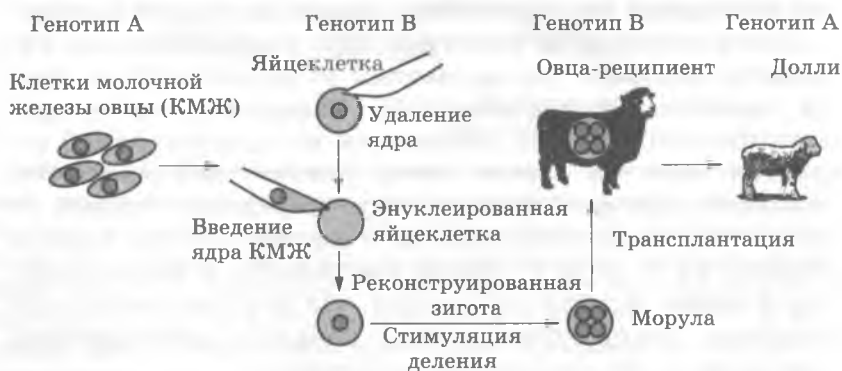 Генотип А
Генотип В
Генотип В
Генотип А
Клетки молочной
железы овцы (КМЖ)
Яйцеклетка
Удаление
ядра
Овца-реципиент
Долли
Введение
ядра КМЖ
Энуклеированная
яйцеклетка
Трансплантация
Реконструированная
зигота
Стимуляция
деления
Морула